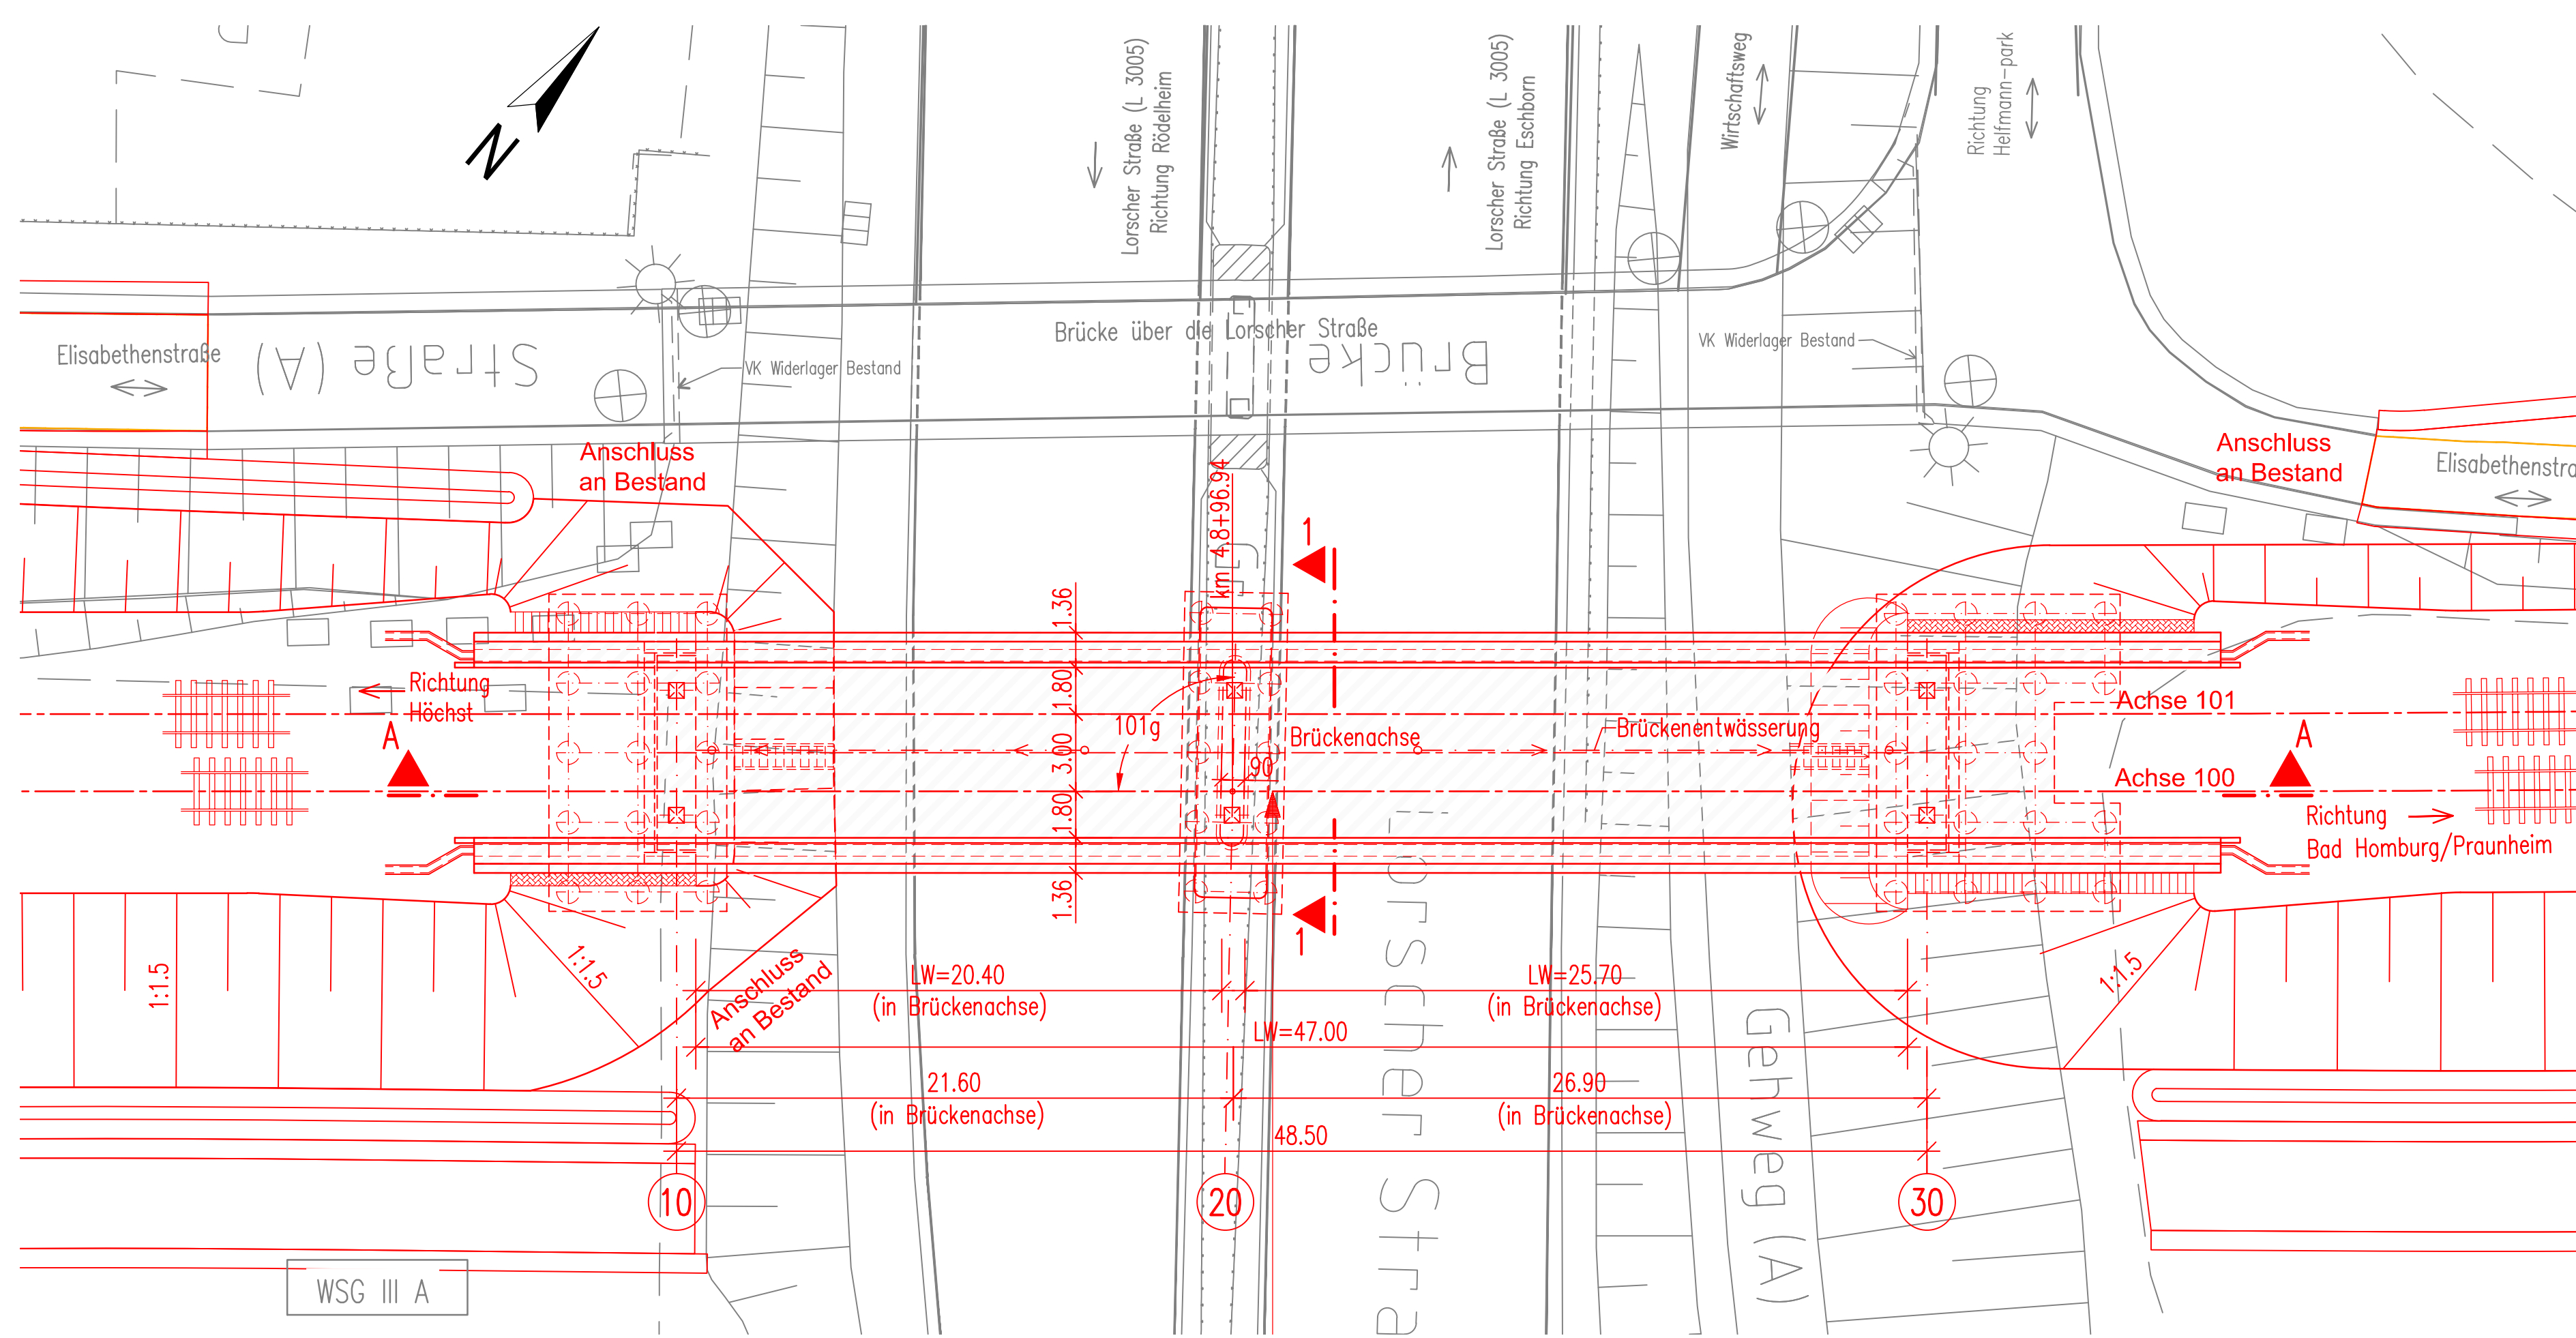 N
Lorscher Straße (L 3005)
Richtung Rödelheim
Lorscher Straße (L 3005)
Richtung Eschborn
Wirtschaftsweg
Richtung
Helfmann-park
Elisabethenstraße
Straße (A)
VK Widerlager Bestand
Brücke über die Lorscher Straße
Brücke
VK Widerlager Bestand
Anschluss
an Bestand
Anschluss
an Bestand
Elisabethenstra
km 4.8+96.94
1
1.36
1.80
3.00
1.80
1.36
Richtung
Höchst
A
101g
Brückenachse
90
Brückenentwässerung
Achse 101
Achse 100
A
Richtung
Bad Homburg/Praunheim
1
1:1.5
1:1.5
Anschluss
an Bestand
LW=20.40
(in Brückenachse)
LW=25.70
(in Brückenachse)
LW=47.00
1:1.5
21.60
(in Brückenachse)
26.90
(in Brückenachse)
48.50
Lorscher Stra
Gehweg (A)
10
20
30
WSG III A